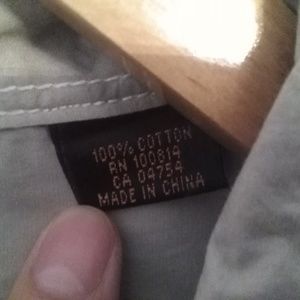 100% COTTON
RN 100814
CA 04754
MADE IN CHINA